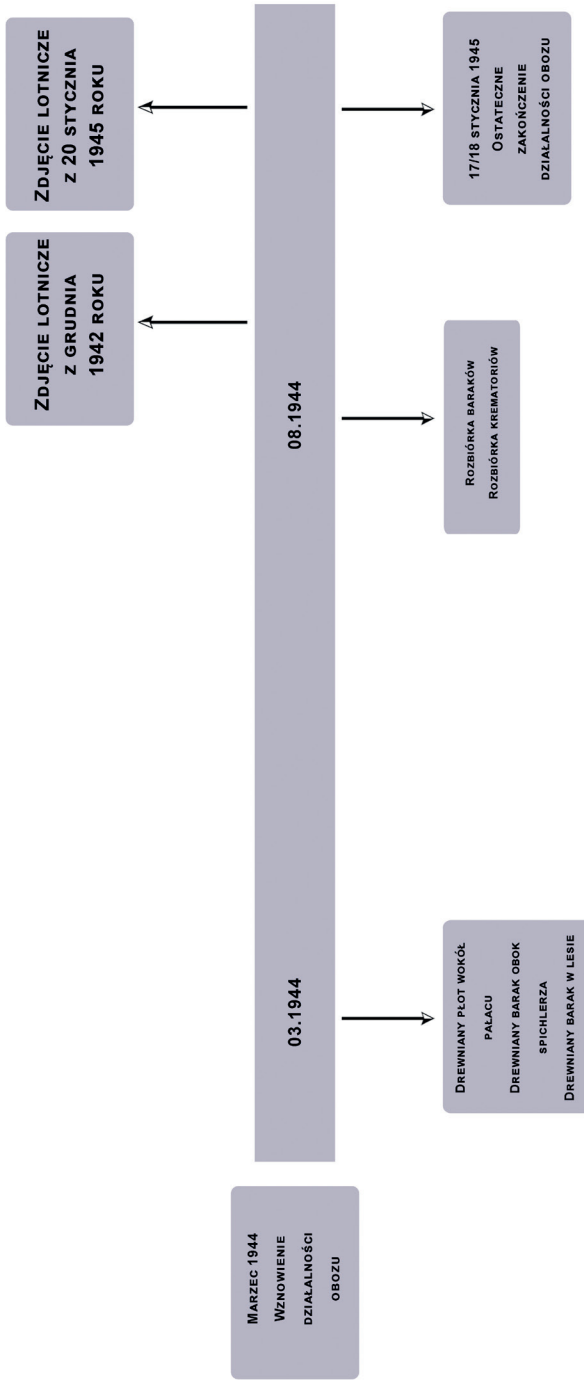 Marzec 1944
Wznowienie
działalności
obozu
03.1944
Drewniany płot wokół
pałacu
Drewniany barak obok
spichlerza
Drewniany barak w lesie
08.1944
Rozbiórka baraków
Rozbiórka krematoriów
Zdjęcie lotnicze
z grudnia
1942 roku
Zdjęcie lotnicze
z 20 stycznia
1945 roku
17/18 stycznia 1945
Ostateczne
zakończenie
działalności obozu